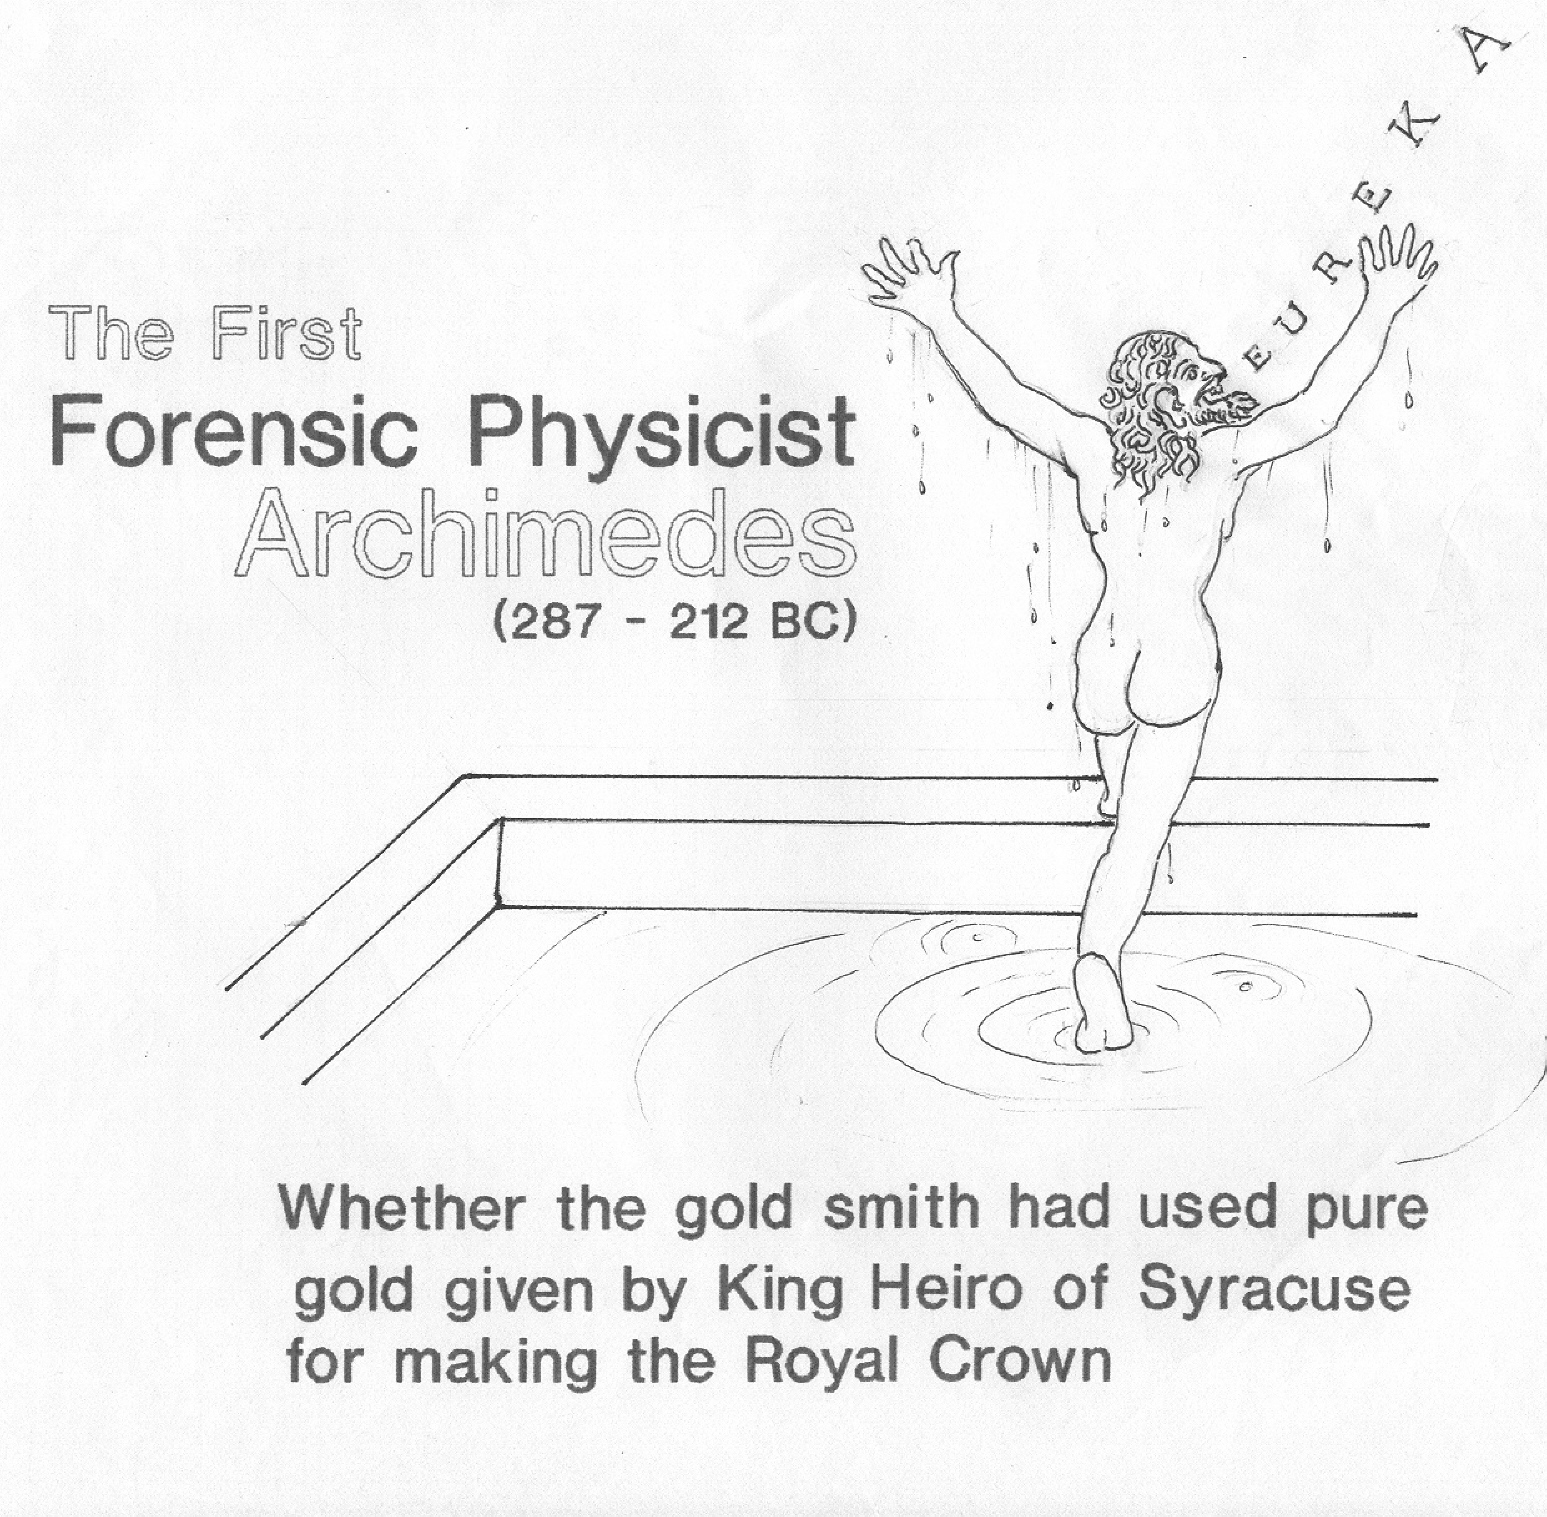 EUREKA
The First
Forensic Physicist
Archimedes
(287 - 212 BC)
Whether the gold smith had used pure
gold given by King Heiro of Syracuse
for making the Royal Crown